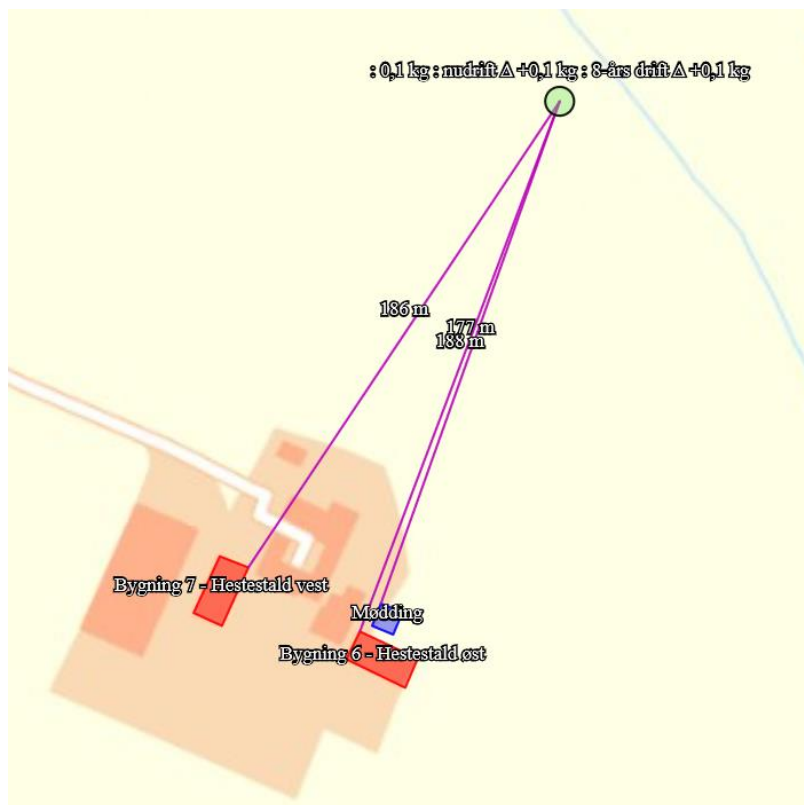 : 0,1 kg : nudrift Δ +0,1 kg : 8-års drift Δ +0,1 kg
186 m
177 m
188 m
Bygning 7 - Hestestald vest
Mødding
Bygning 6 - Hestestald øst